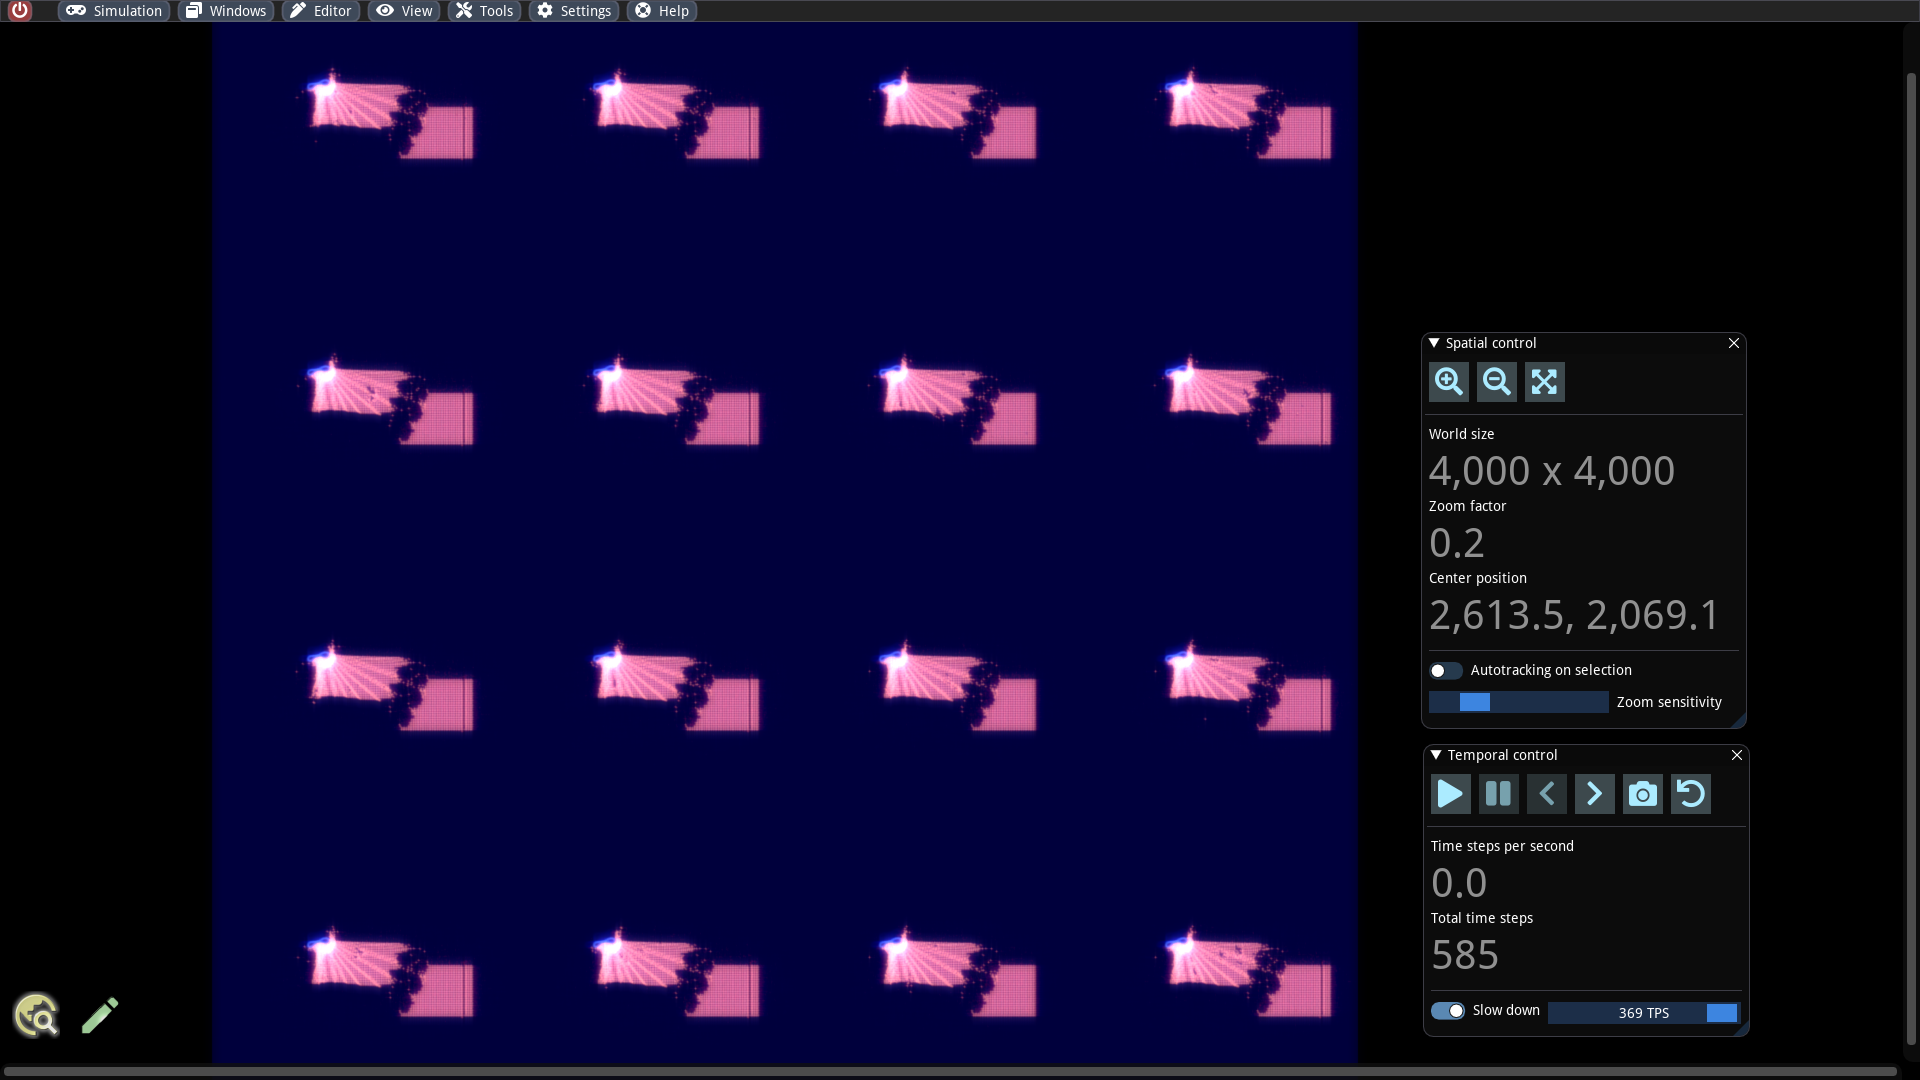 Simulation Windows Editor View Tools Settings Help
Spatial control
World size
4,000 x 4,000
Zoom factor
0.2
Center position
2,613.5, 2,069.1
Autotracking on selection
Zoom sensitivity
Temporal control
Time steps per second
0.0
Total time steps
585
Slow down 369 TPS